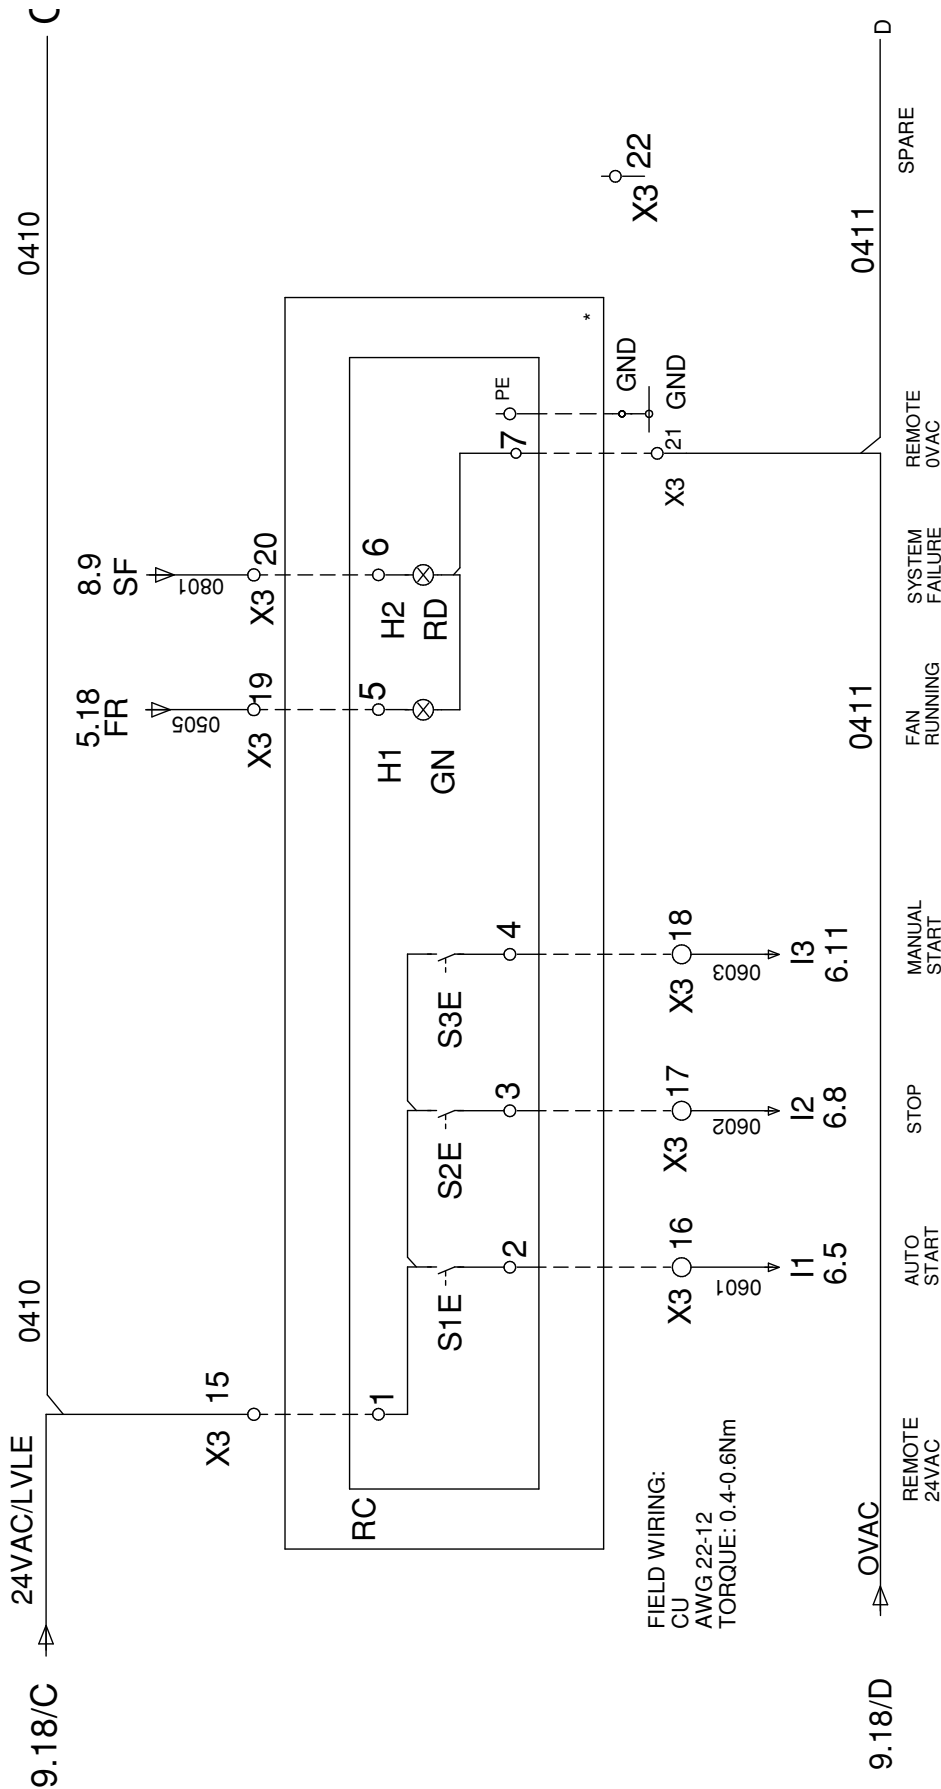 9.18/C
24VAC/LVLE
0410
0410
C
X3 15
5.18
FR
0505
X3 19
8.9
SF
0801
X3 20
RC
1
S1E
2
S2E
3
S3E
4
H1
5
GN
H2
6
RD
7
PE
*
GND
GND
X3 21
X3 22
FIELD WIRING:
CU
AWG 22-12
TORQUE: 0.4-0.6Nm
X3 16
0601
I1
6.5
X3 17
0602
I2
6.8
X3 18
0603
I3
6.11
9.18/D
OVAC
0411
0411
D
REMOTE
24VAC
AUTO
START
STOP
MANUAL
START
FAN
RUNNING
SYSTEM
FAILURE
REMOTE
0VAC
SPARE